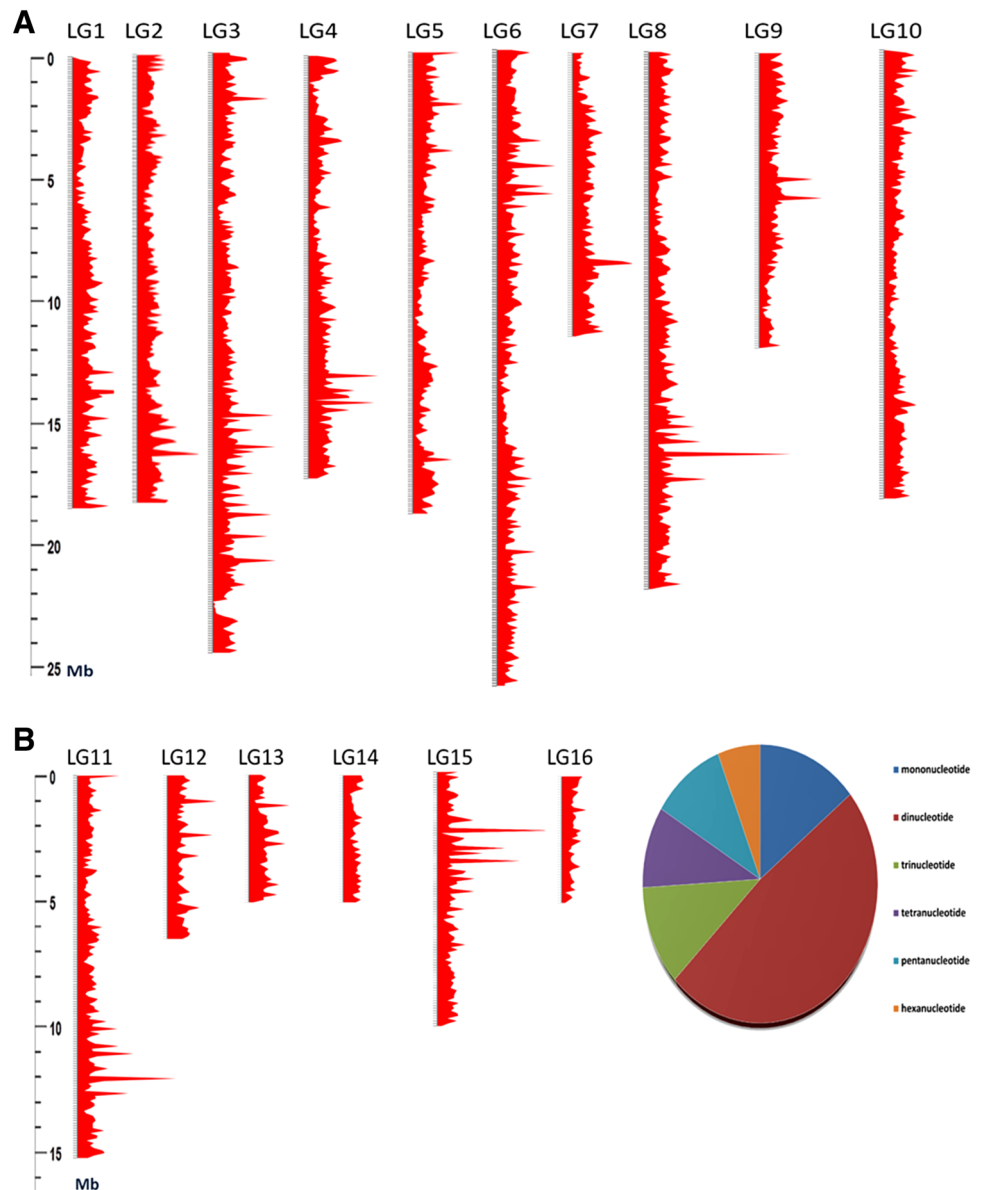 A
LG1 LG2 LG3 LG4 LG5 LG6 LG7 LG8 LG9 LG10
0
5
10
15
20
25 Mb
B
LG11 LG12 LG13 LG14 LG15 LG16
0
5
10
15
Mb
mononucleotide
dinucleotide
trinucleotide
tetranucleotide
pentanucleotide
hexanucleotide